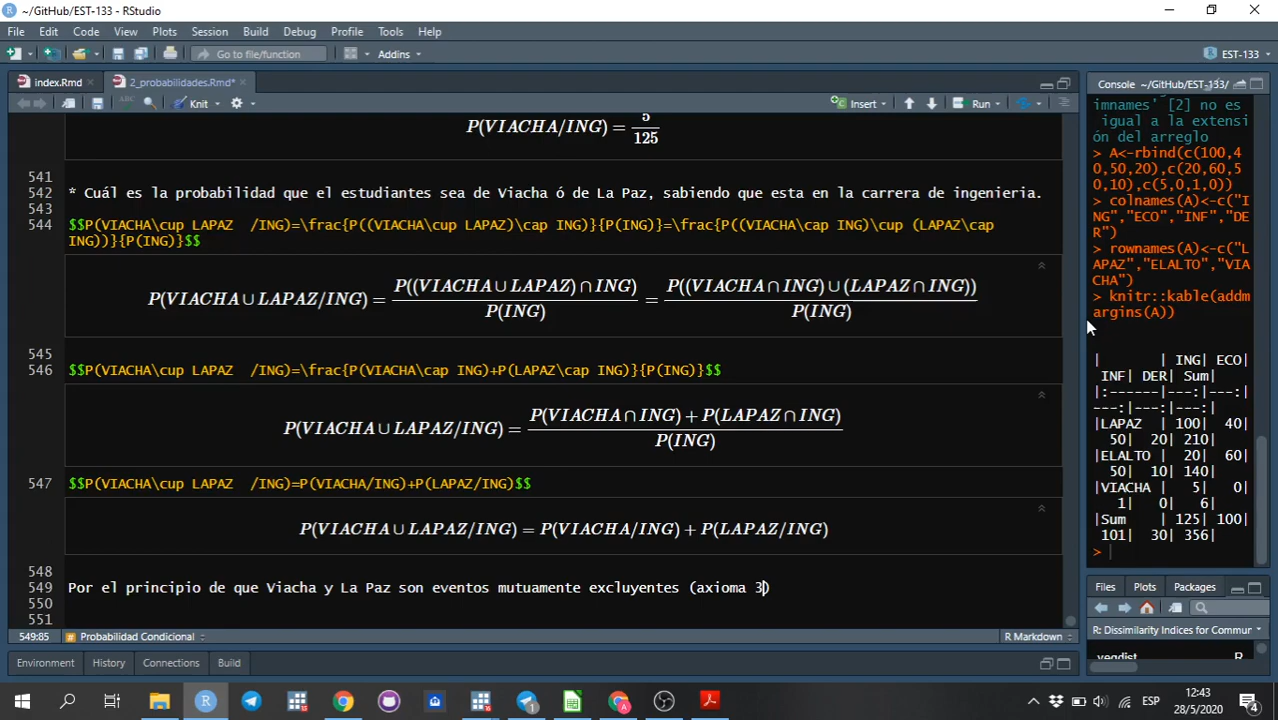 ~/GitHub/EST-133 - RStudio
File Edit Code View Plots Session Build Debug Profile Tools Help
Go to file/function Addins EST-133
index.Rmd 2_probabilidades.Rmd*
ABC Knit Insert Run
P(VIACHA/ING) = 5/125
541
542 * Cuál es la probabilidad que el estudiantes sea de Viacha ó de La Paz, sabiendo que esta en la carrera de ingenieria.
543
544 $$P(VIACHA\cup LAPAZ /ING)=\frac{P((VIACHA\cup LAPAZ)\cap ING)}{P(ING)}=\frac{P((VIACHA\cap ING)\cup (LAPAZ\cap
ING))}{P(ING)}$$
P(VIACHA ∪ LAPAZ/ING) = P((VIACHA ∪ LAPAZ) ∩ ING) / P(ING) = P((VIACHA ∩ ING) ∪ (LAPAZ ∩ ING)) / P(ING)
545
546 $$P(VIACHA\cup LAPAZ /ING)=\frac{P(VIACHA\cap ING)+P(LAPAZ\cap ING)}{P(ING)}$$
P(VIACHA ∪ LAPAZ/ING) = P(VIACHA ∩ ING) + P(LAPAZ ∩ ING) / P(ING)
547 $$P(VIACHA\cup LAPAZ /ING)=P(VIACHA/ING)+P(LAPAZ/ING)$$
P(VIACHA ∪ LAPAZ/ING) = P(VIACHA/ING) + P(LAPAZ/ING)
548
549 Por el principio de que Viacha y La Paz son eventos mutuamente excluyentes (axioma 3)
550
551
549:85 # Probabilidad Condicional R Markdown
Environment History Connections Build
Console ~/GitHub/EST-133/
imnames' [2] no es
igual a la extensi
ón del arreglo
> A<-rbind(c(100,4
0,50,20),c(20,60,5
0,10),c(5,0,1,0))
> colnames(A)<-c("I
NG","ECO","INF","DE
R")
> rownames(A)<-c("L
APAZ","ELALTO","VIA
CHA")
> knitr::kable(addm
argins(A))
| | ING| ECO|
INF| DER| Sum|
|:------|---:|---:|
---:|---:|---:|
|LAPAZ | 100| 40|
50| 20| 210|
|ELALTO | 20| 60|
50| 10| 140|
|VIACHA | 5| 0|
1| 0| 6|
|Sum | 125| 100|
101| 30| 356|
>
Files Plots Packages
R: Dissimilarity Indices for Commur
vegdist R
ESP
12:43
28/5/2020
4